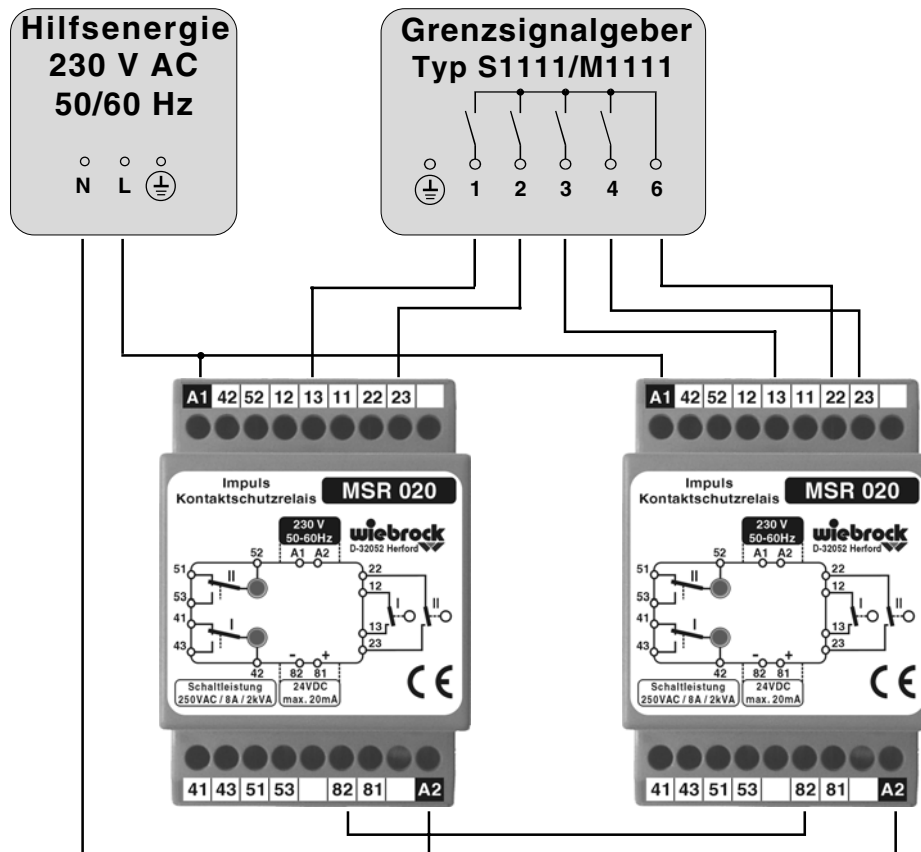 Hilfsenergie
230 V AC
50/60 Hz
N L
Grenzsignalgeber
Typ S1111/M1111
1 2 3 4 6
A1 42 52 12 13 11 22 23
Impuls
Kontaktschutzrelais MSR 020
230 V
50-60Hz
A1 A2
wiebrock
D-32052 Herford
52
51
II
53
41
I
43
42
22
12
I II
13
23
- +
82 81
Schaltleistung
250VAC / 8A / 2kVA
24VDC
max. 20mA
CE
41 43 51 53 82 81 A2
A1 42 52 12 13 11 22 23
Impuls
Kontaktschutzrelais MSR 020
230 V
50-60Hz
A1 A2
wiebrock
D-32052 Herford
52
51
II
53
41
I
43
42
22
12
I II
13
23
- +
82 81
Schaltleistung
250VAC / 8A / 2kVA
24VDC
max. 20mA
CE
41 43 51 53 82 81 A2